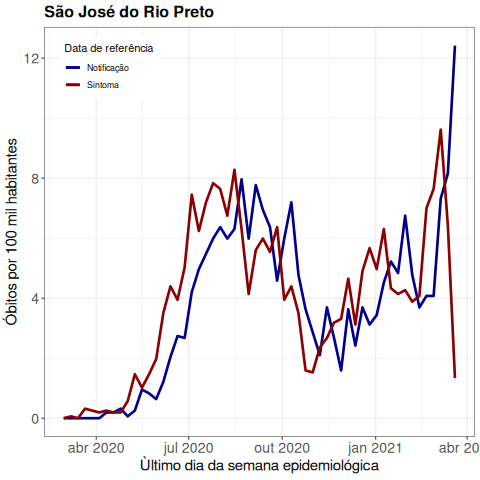 São José do Rio Preto
Data de referência
Notificação
Sintoma
Óbitos por 100 mil habitantes
12
8
4
0
abr 2020
jul 2020
out 2020
jan 2021
abr 20
Último dia da semana epidemiológica